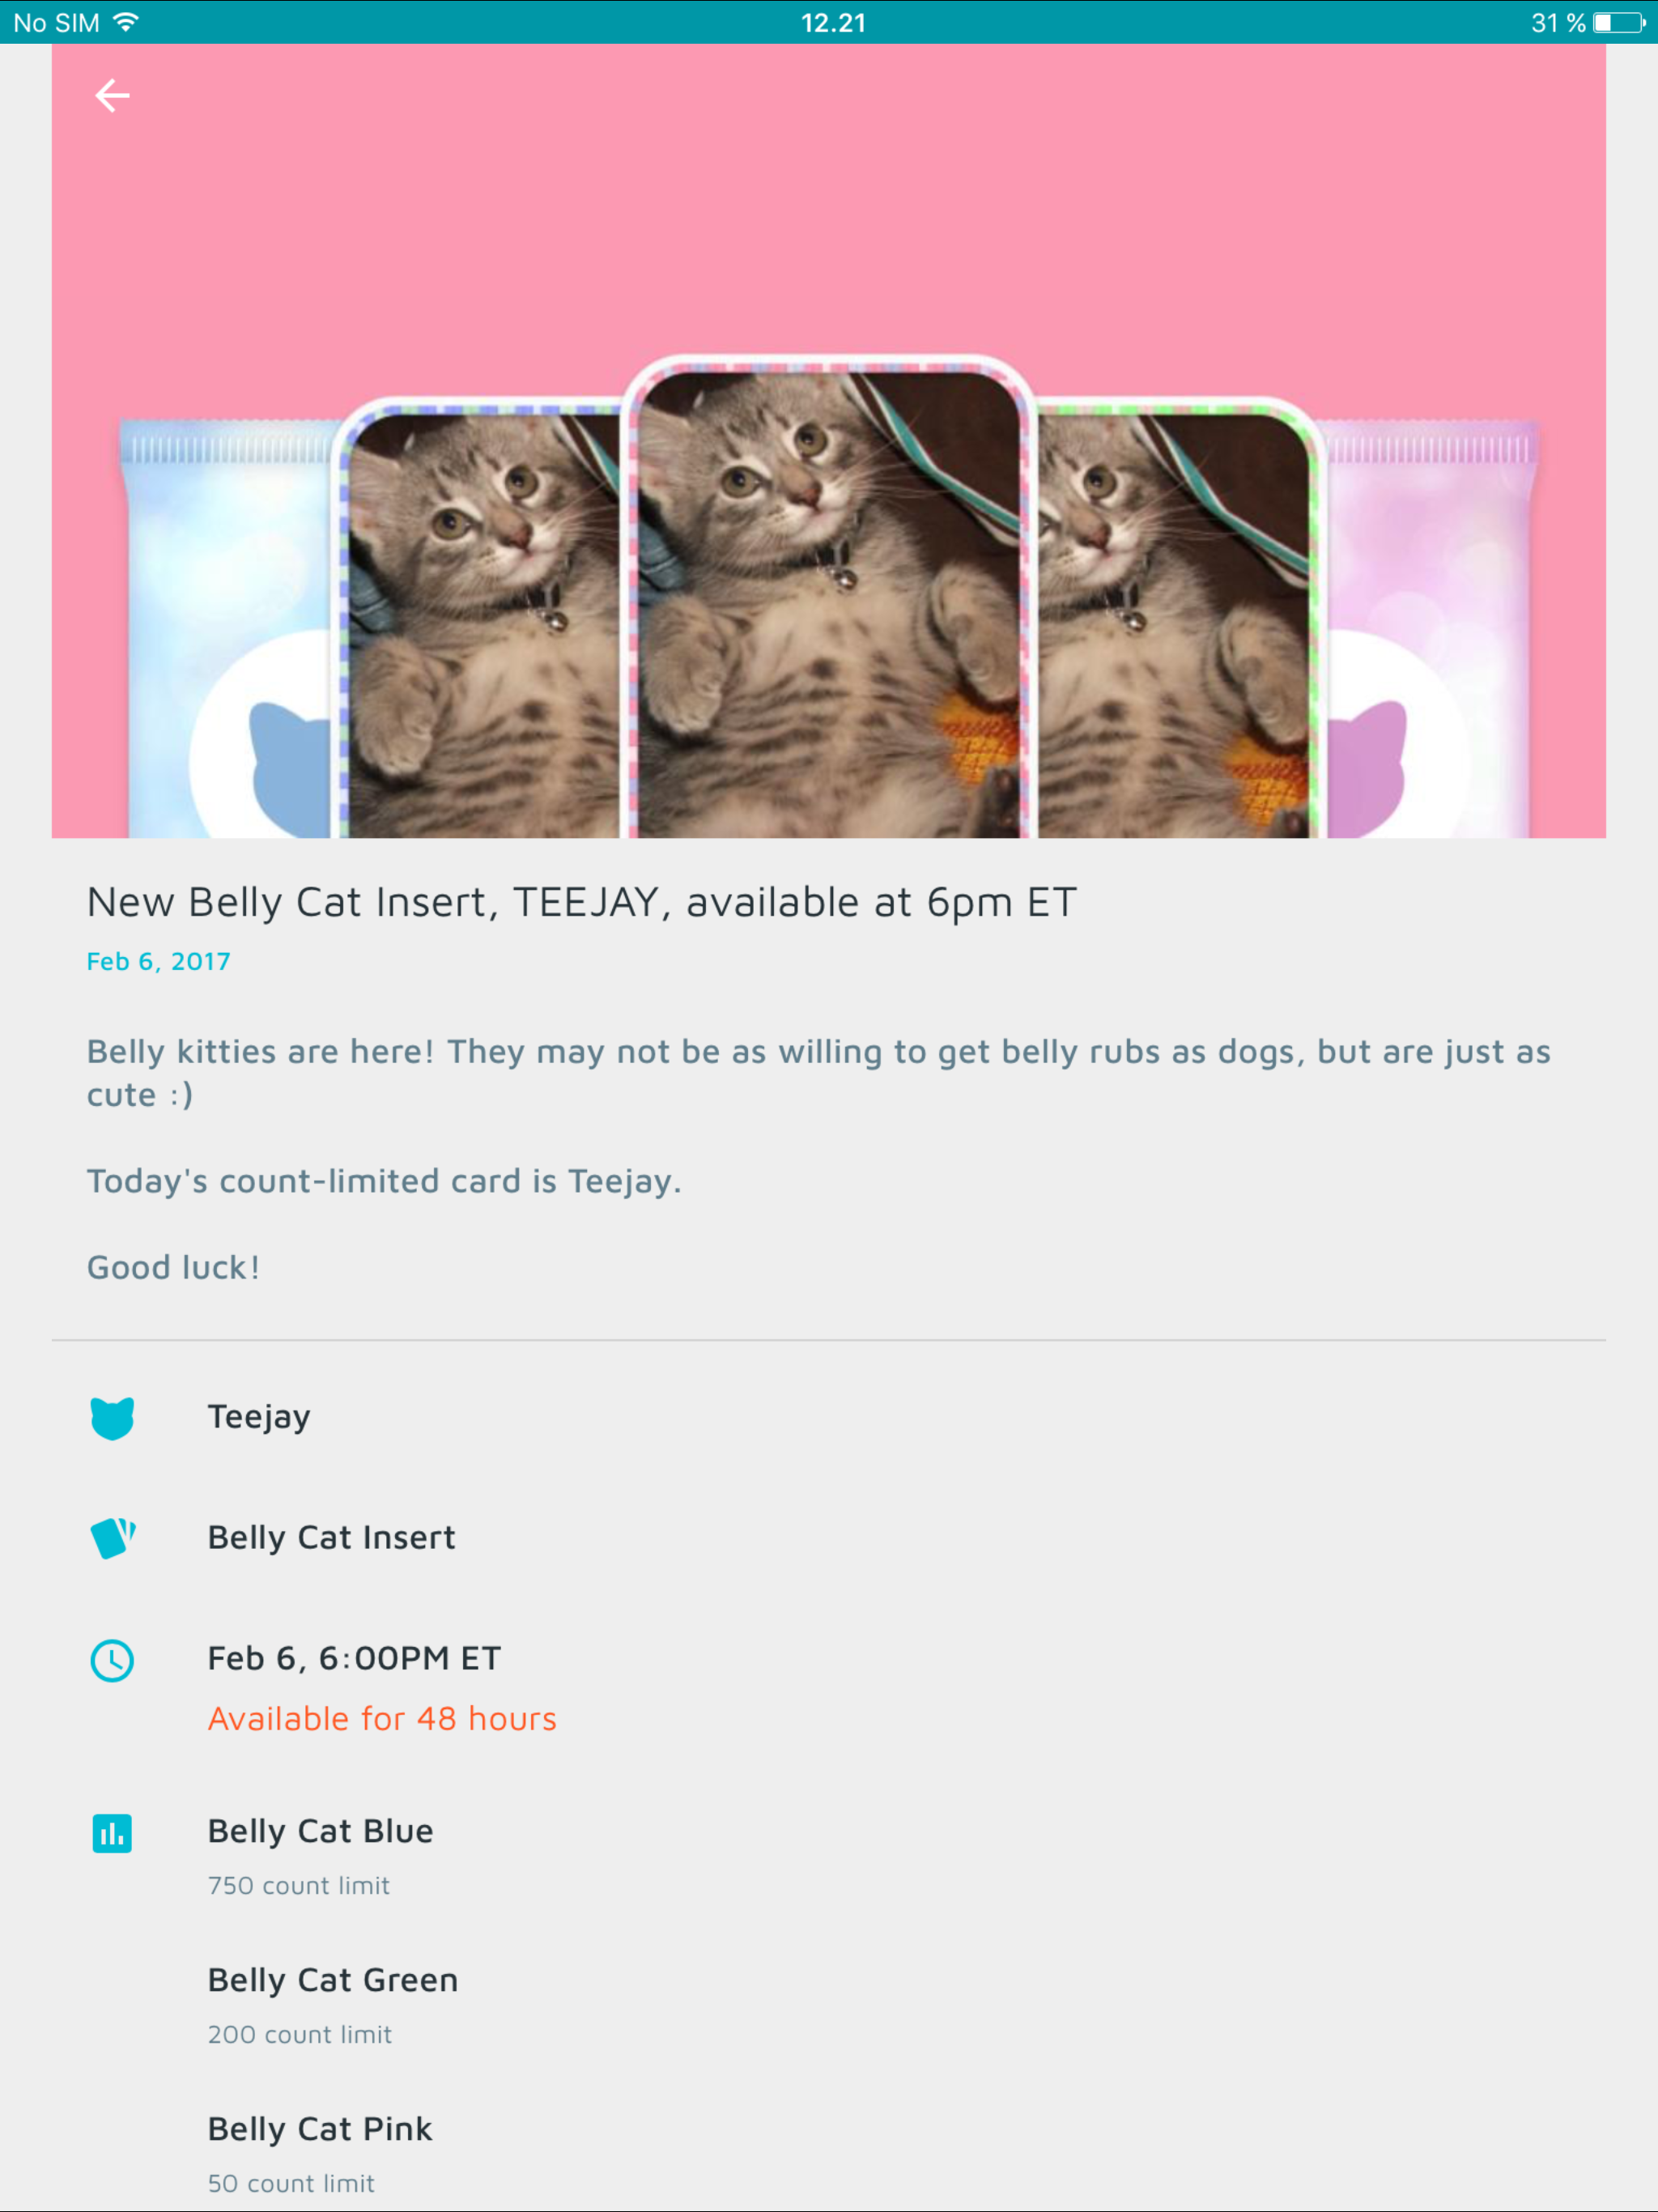 No SIM 12.21 31 %
New Belly Cat Insert, TEEJAY, available at 6pm ET
Feb 6, 2017
Belly kitties are here! They may not be as willing to get belly rubs as dogs, but are just as
cute :)
Today's count-limited card is Teejay.
Good luck!
Teejay
Belly Cat Insert
Feb 6, 6:00PM ET
Available for 48 hours
Belly Cat Blue
750 count limit
Belly Cat Green
200 count limit
Belly Cat Pink
50 count limit